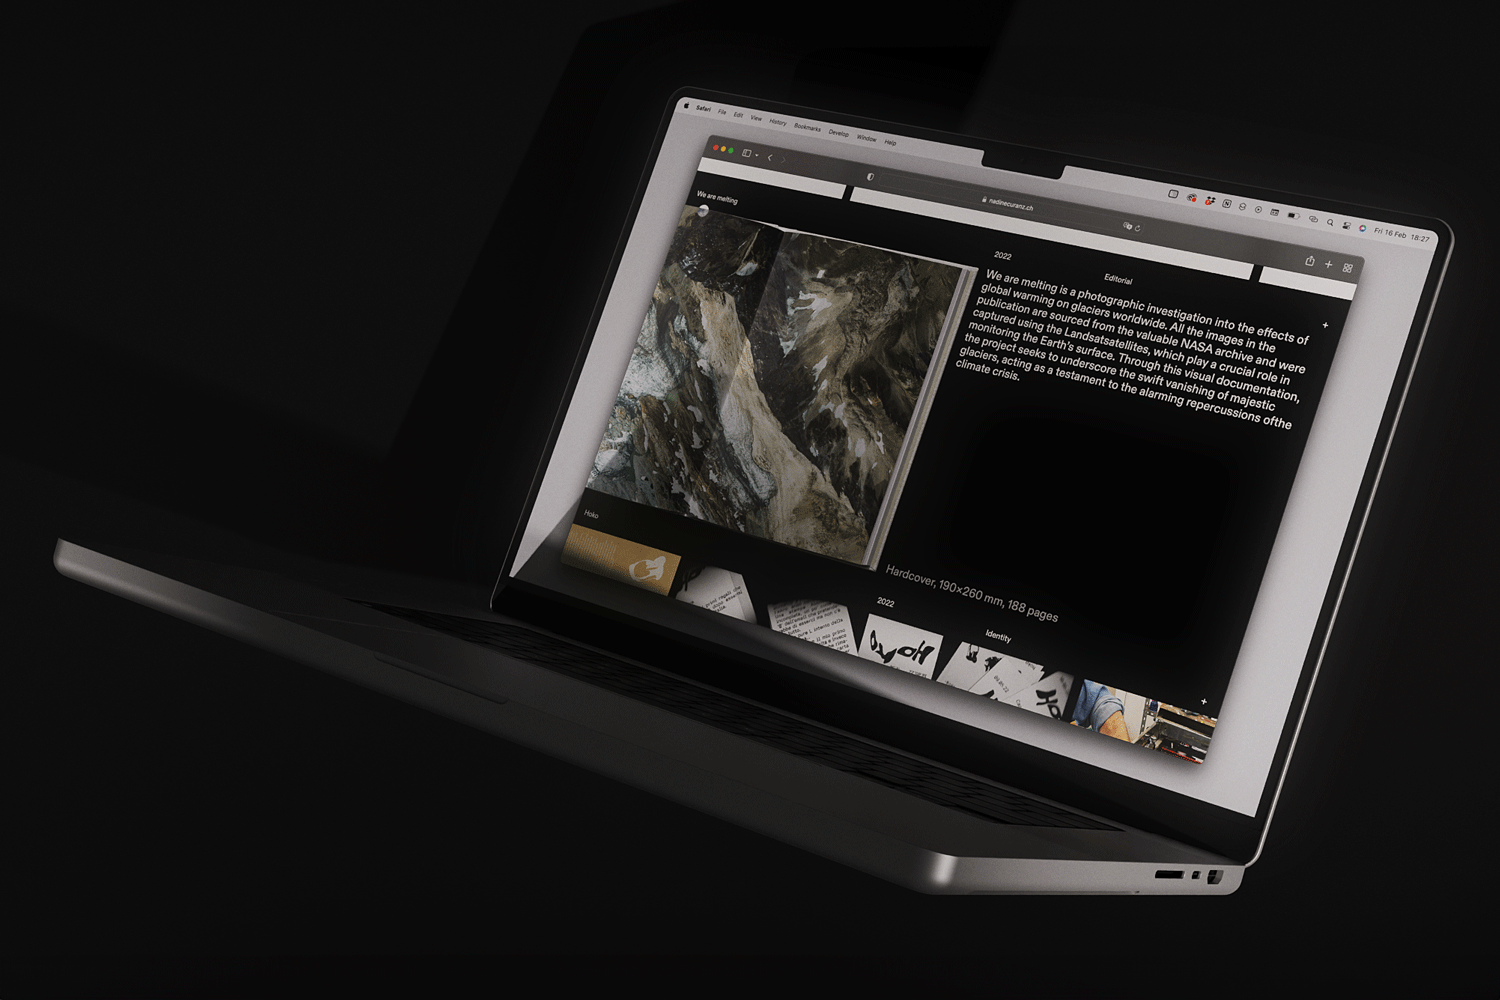 Safari File Edit View History Bookmarks Develop Window Help
Fri 16 Feb 18:27
nadinecuranz.ch
We are melting
2022
Editorial
We are melting is a photographic investigation into the effects of
global warming on glaciers worldwide. All the images in the
publication are sourced from the valuable NASA archive and were
captured using the Landsatsatellites, which play a crucial role in
monitoring the Earth's surface. Through this visual documentation,
the project seeks to underscore the swift vanishing of majestic
glaciers, acting as a testament to the alarming repercussions ofthe
climate crisis.
+
Hardcover, 190×260 mm, 188 pages
Hoko
2022
Identity
+
HOKO